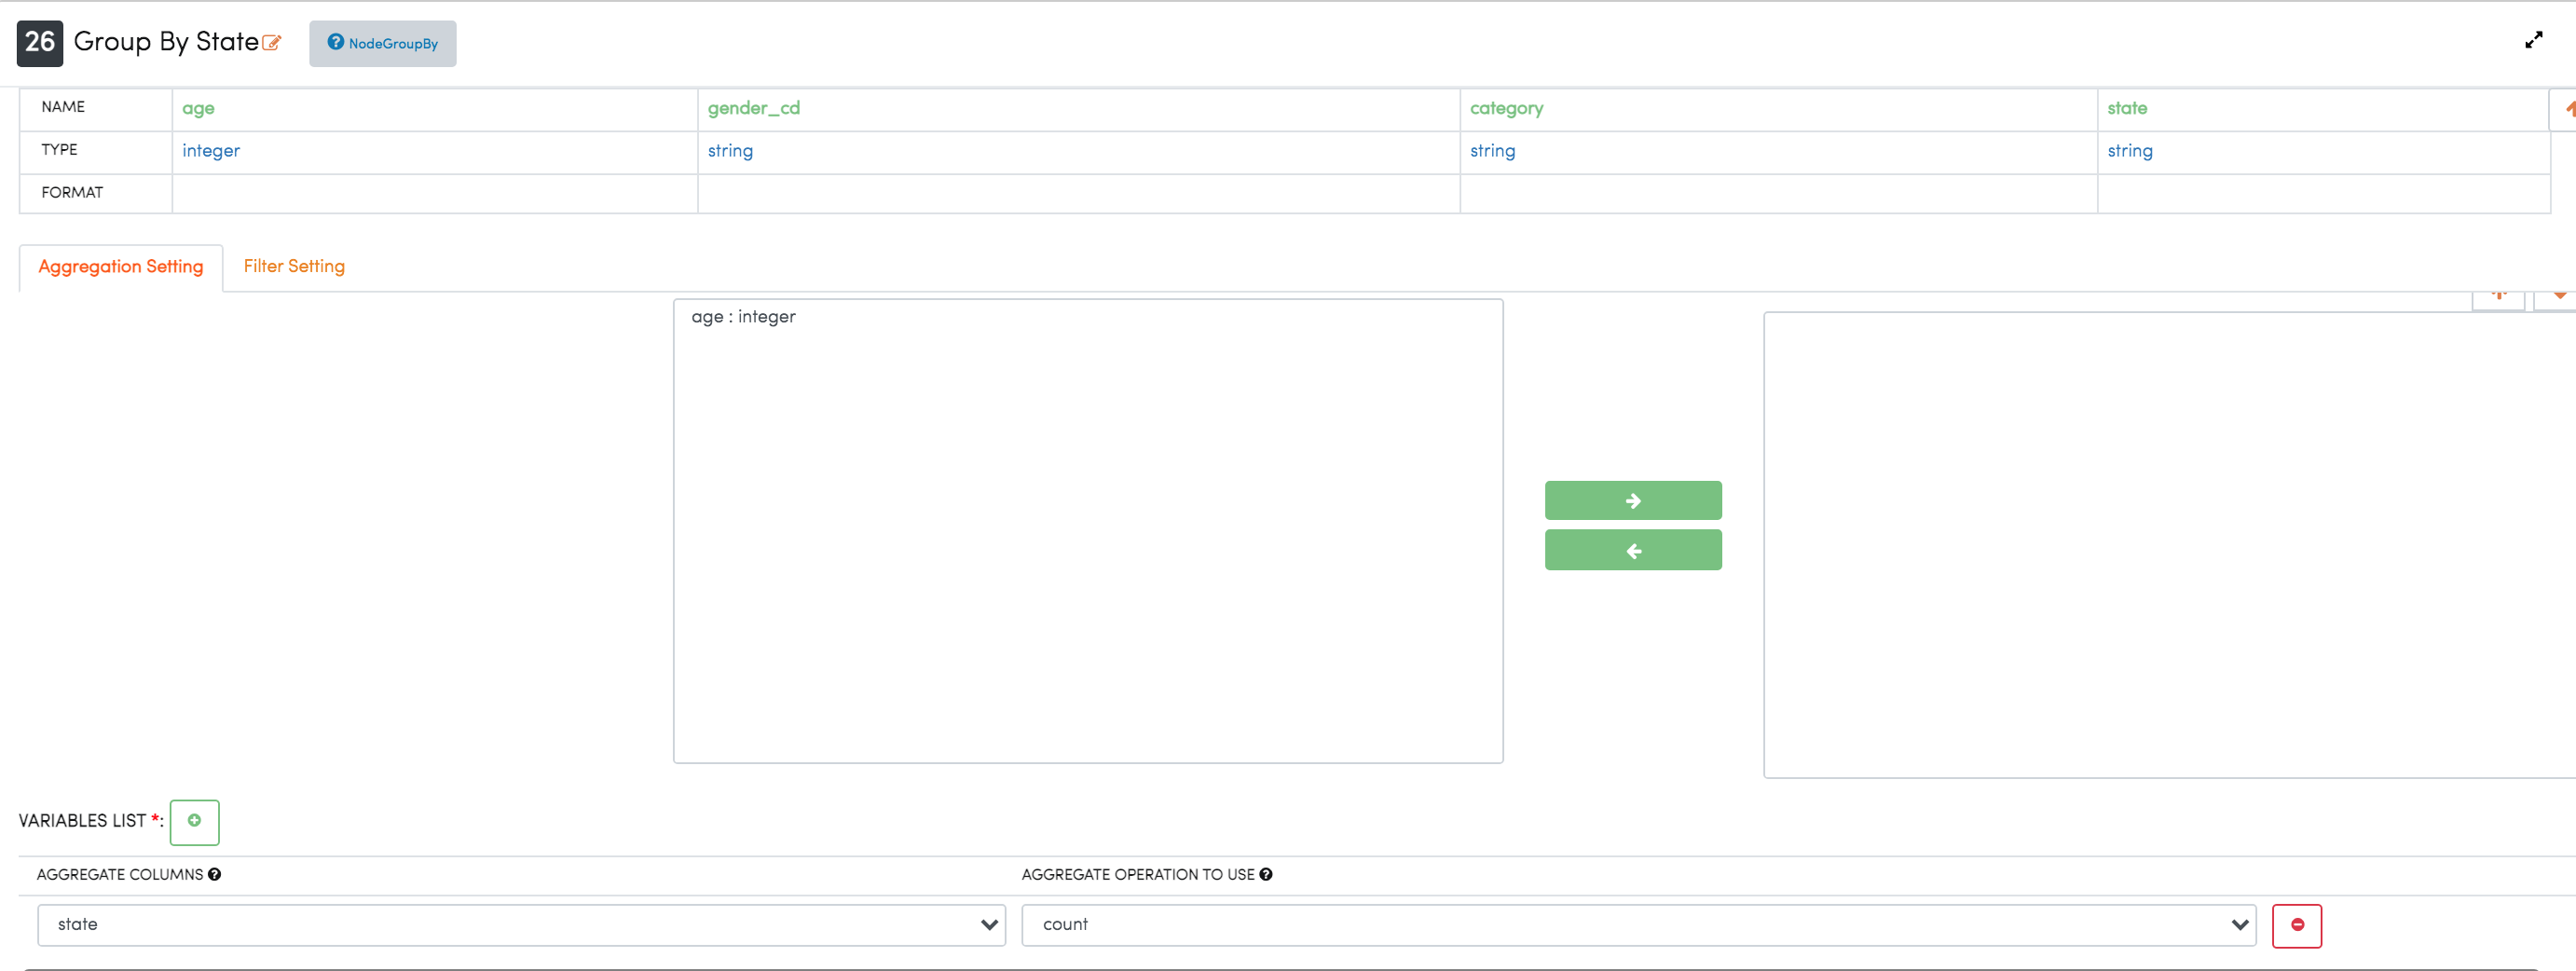 26 Group By State NodeGroupBy
NAME age gender_cd category state
TYPE integer string string string
FORMAT
Aggregation Setting Filter Setting
age : integer
VARIABLES LIST *:
AGGREGATE COLUMNS AGGREGATE OPERATION TO USE
state count